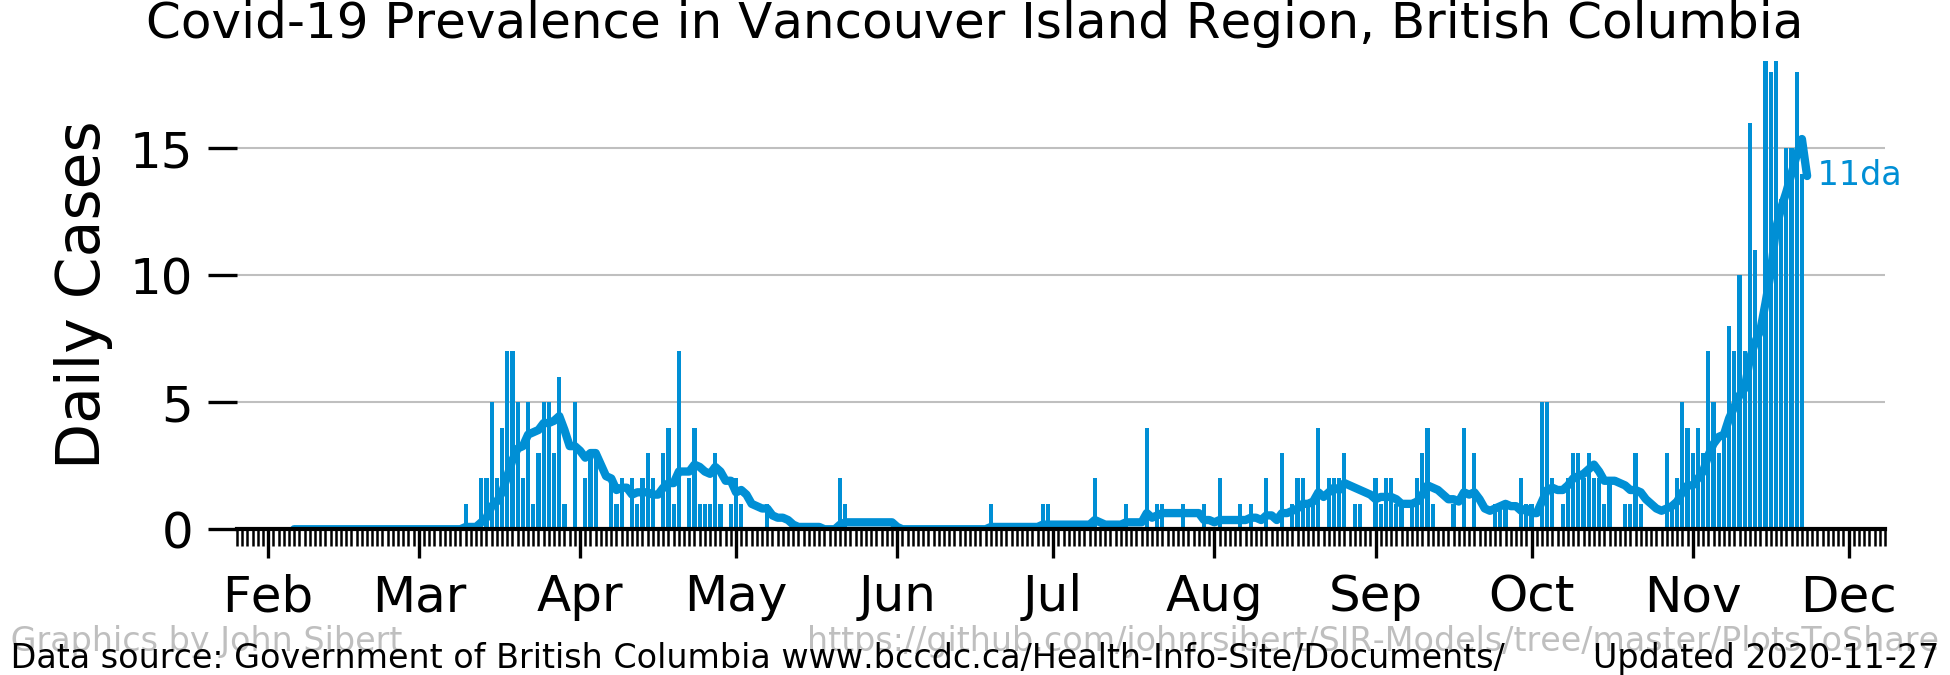 Covid-19 Prevalence in Vancouver Island Region, British Columbia
Daily Cases
15
10
5
0
11da
Feb Mar Apr May Jun Jul Aug Sep Oct Nov Dec
Graphics by John Sibert https://github.com/johnrsibert/SIR-Models/tree/master/PlotsToShare
Data source: Government of British Columbia www.bccdc.ca/Health-Info-Site/Documents/ Updated 2020-11-27